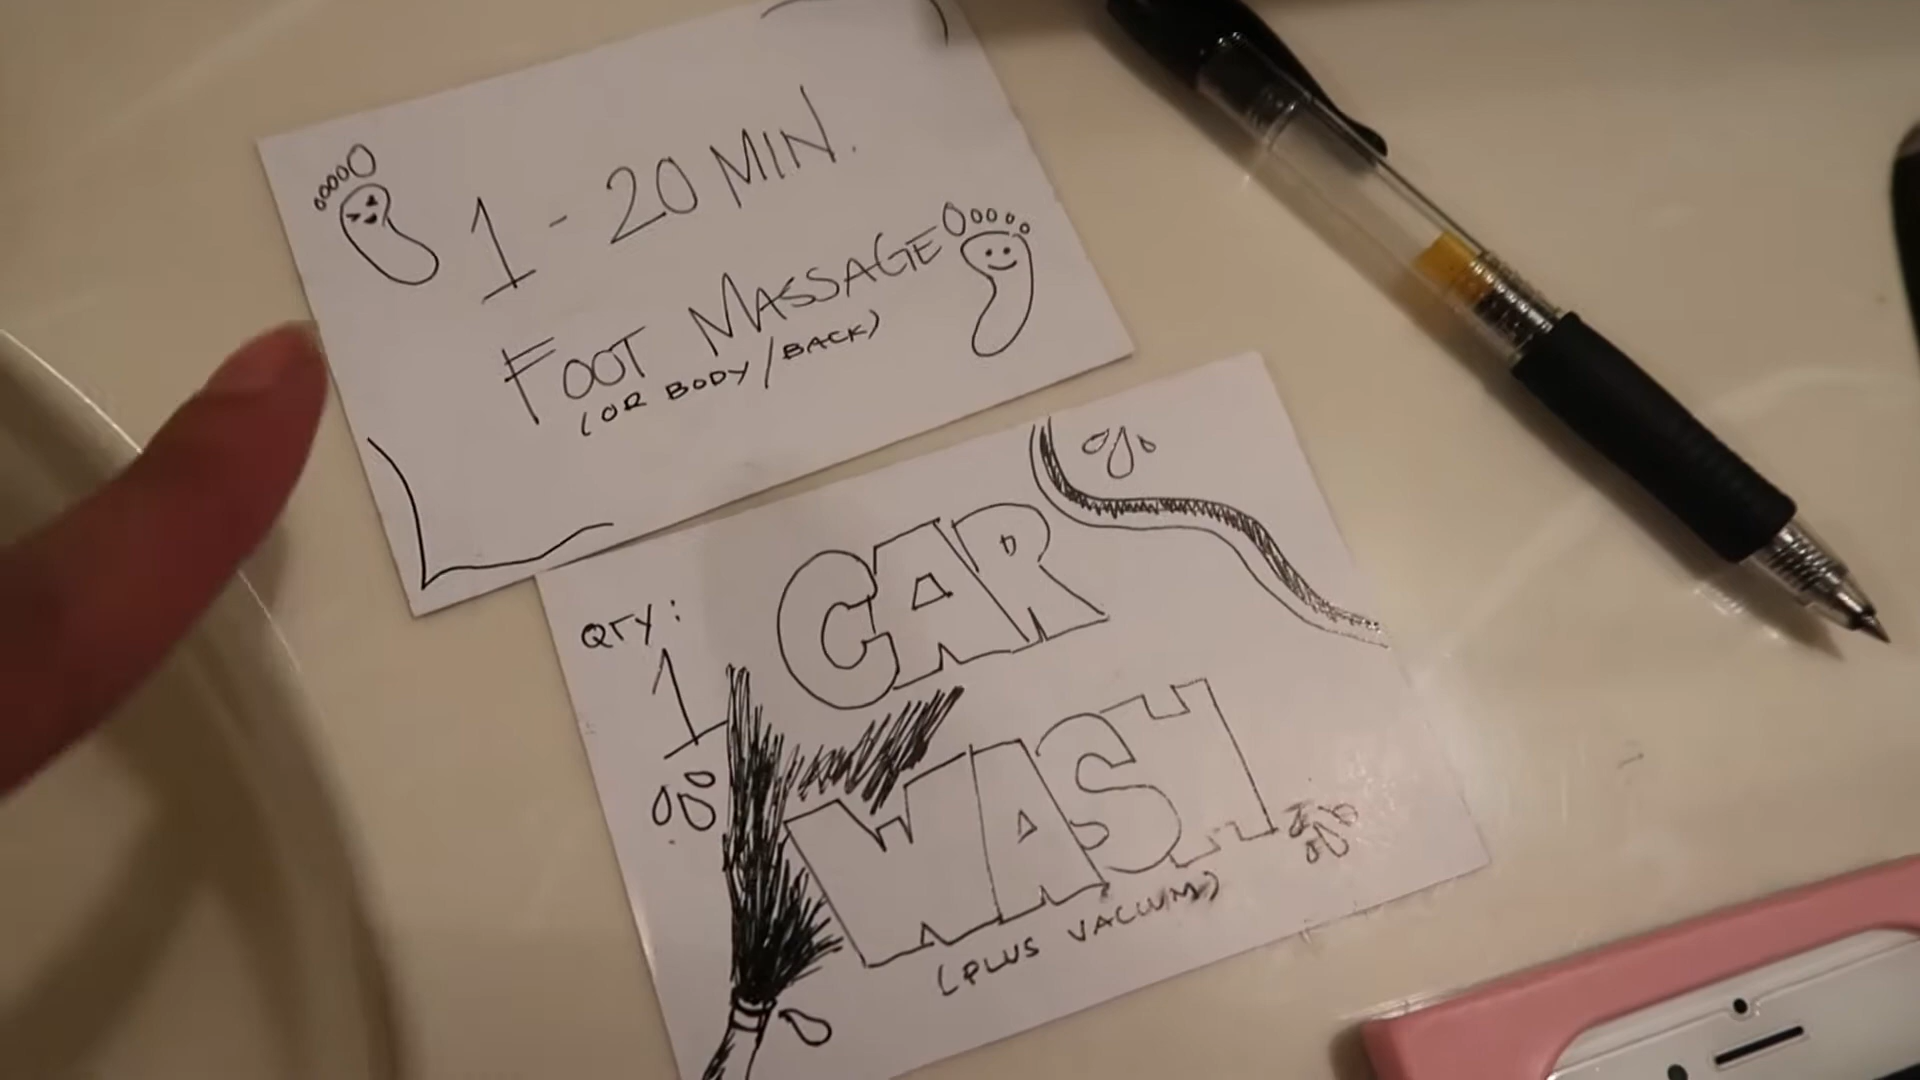 1 - 20 MIN.
FOOT MASSAGE
(OR BODY/BACK)
QTY:
1
CAR
WASH
(PLUS VACUUM)